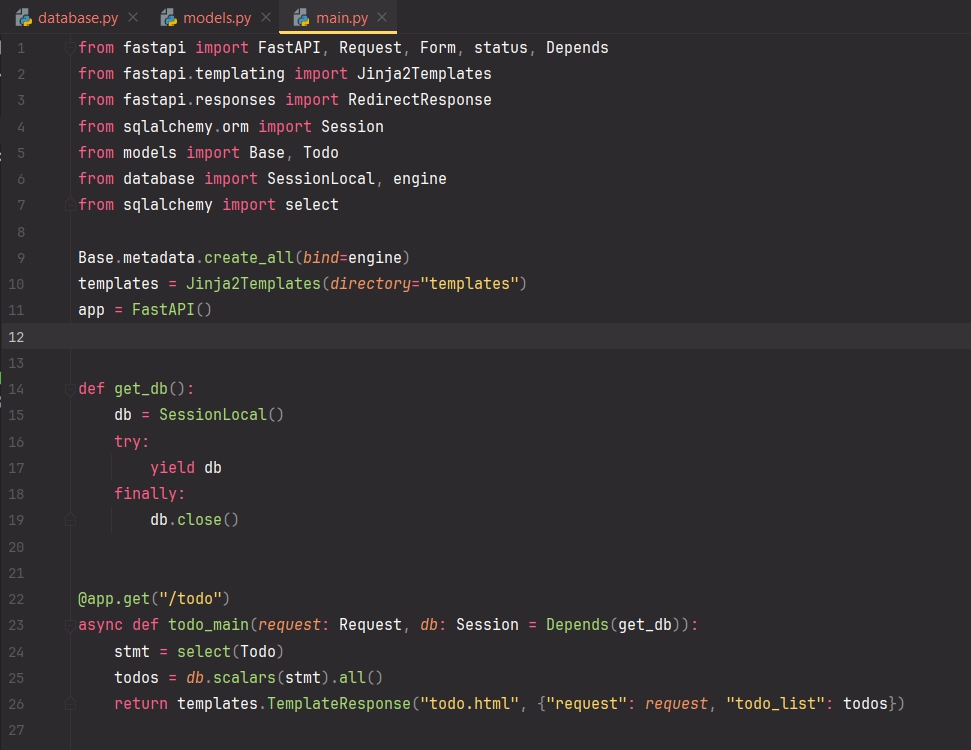 database.py models.py main.py
1 from fastapi import FastAPI, Request, Form, status, Depends
2 from fastapi.templating import Jinja2Templates
3 from fastapi.responses import RedirectResponse
4 from sqlalchemy.orm import Session
5 from models import Base, Todo
6 from database import SessionLocal, engine
7 from sqlalchemy import select
8
9 Base.metadata.create_all(bind=engine)
10 templates = Jinja2Templates(directory="templates")
11 app = FastAPI()
12
13
14 def get_db():
15     db = SessionLocal()
16     try:
17         yield db
18     finally:
19         db.close()
20
21
22 @app.get("/todo")
23 async def todo_main(request: Request, db: Session = Depends(get_db)):
24     stmt = select(Todo)
25     todos = db.scalars(stmt).all()
26     return templates.TemplateResponse("todo.html", {"request": request, "todo_list": todos})
27